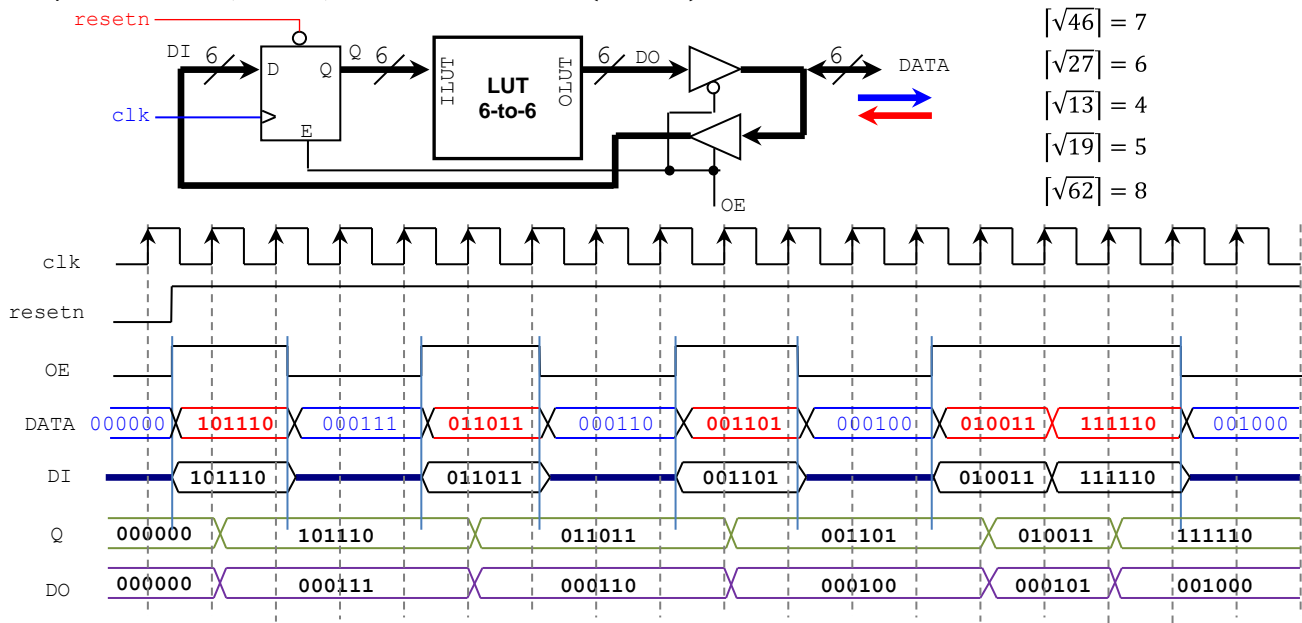 resetn
DI 6 D Q Q 6 ILUT LUT 6-to-6 OLUT 6 DO 6 DATA
clk
E
OE
⌈√46⌉ = 7
⌈√27⌉ = 6
⌈√13⌉ = 4
⌈√19⌉ = 5
⌈√62⌉ = 8
clk
resetn
OE
DATA 000000 101110 000111 011011 000110 001101 000100 010011 111110 001000
DI 101110 011011 001101 010011 111110
Q 000000 101110 011011 001101 010011 111110
DO 000000 000111 000110 000100 000101 001000